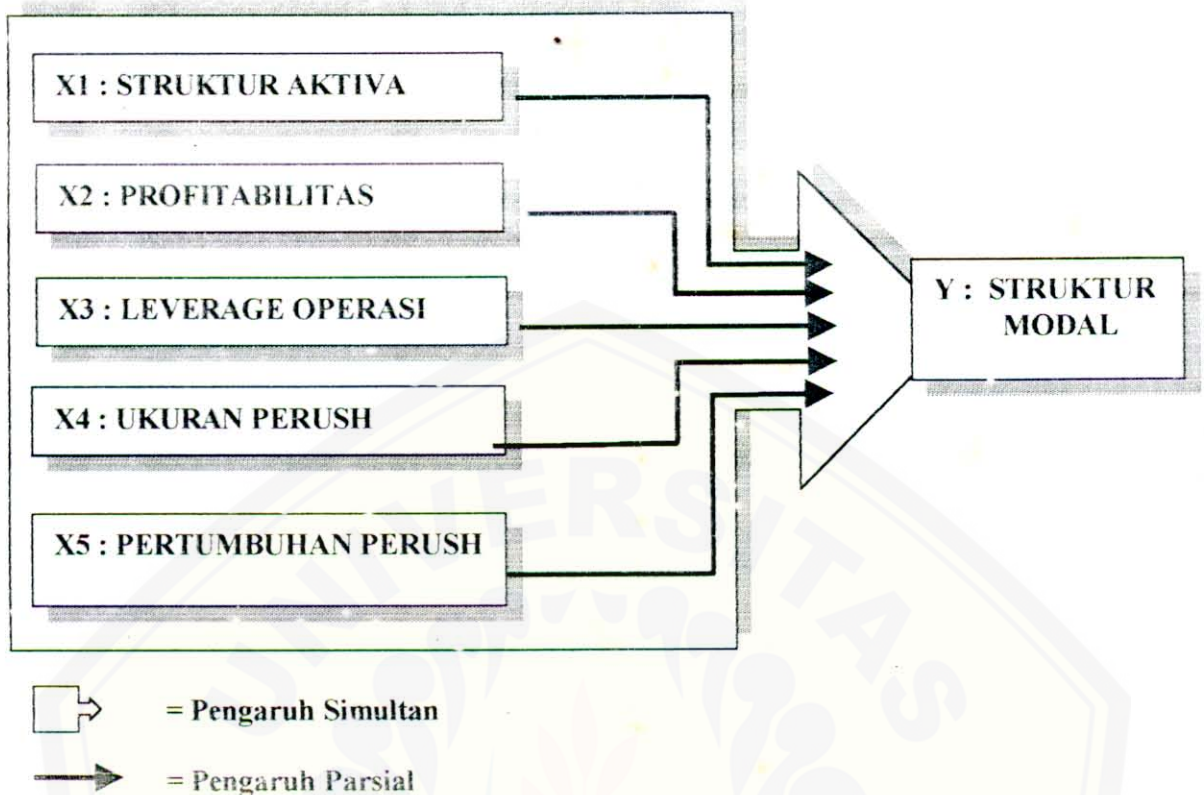 X1 : STRUKTUR AKTIVA
X2 : PROFITABILITAS
X3 : LEVERAGE OPERASI
X4 : UKURAN PERUSH
X5 : PERTUMBUHAN PERUSH
Y : STRUKTUR
MODAL
= Pengaruh Simultan
= Pengaruh Parsial
UNIVERSITAS